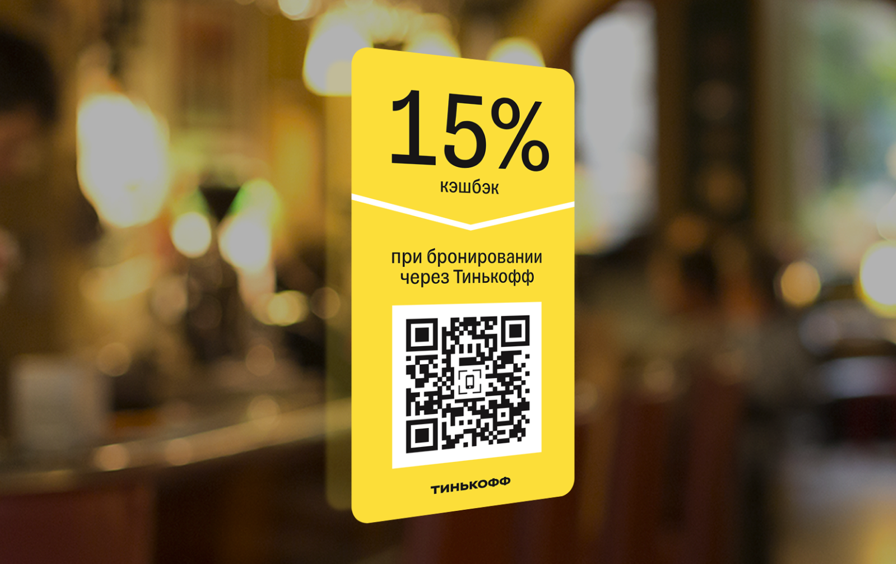 15%
кэшбэк
при бронировании
через Тинькофф
ТИНЬКОФФ